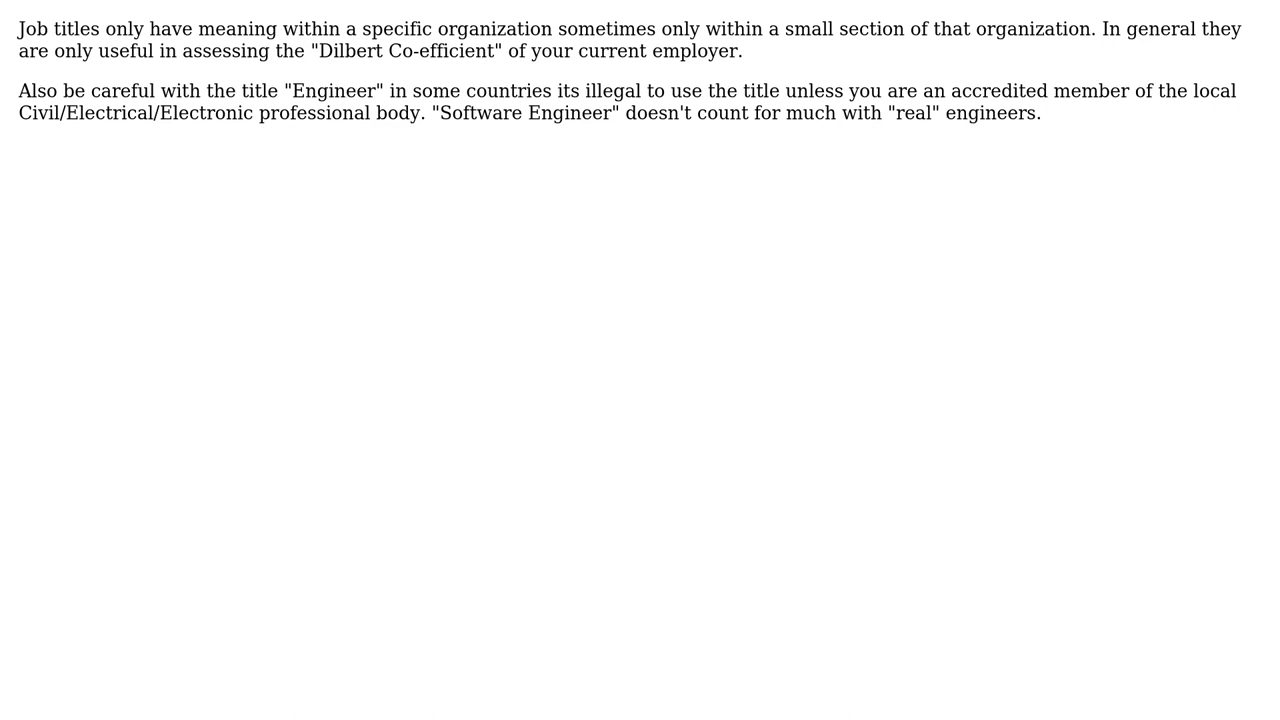 Job titles only have meaning within a specific organization sometimes only within a small section of that organization. In general they
are only useful in assessing the "Dilbert Co-efficient" of your current employer.
Also be careful with the title "Engineer" in some countries its illegal to use the title unless you are an accredited member of the local
Civil/Electrical/Electronic professional body. "Software Engineer" doesn't count for much with "real" engineers.